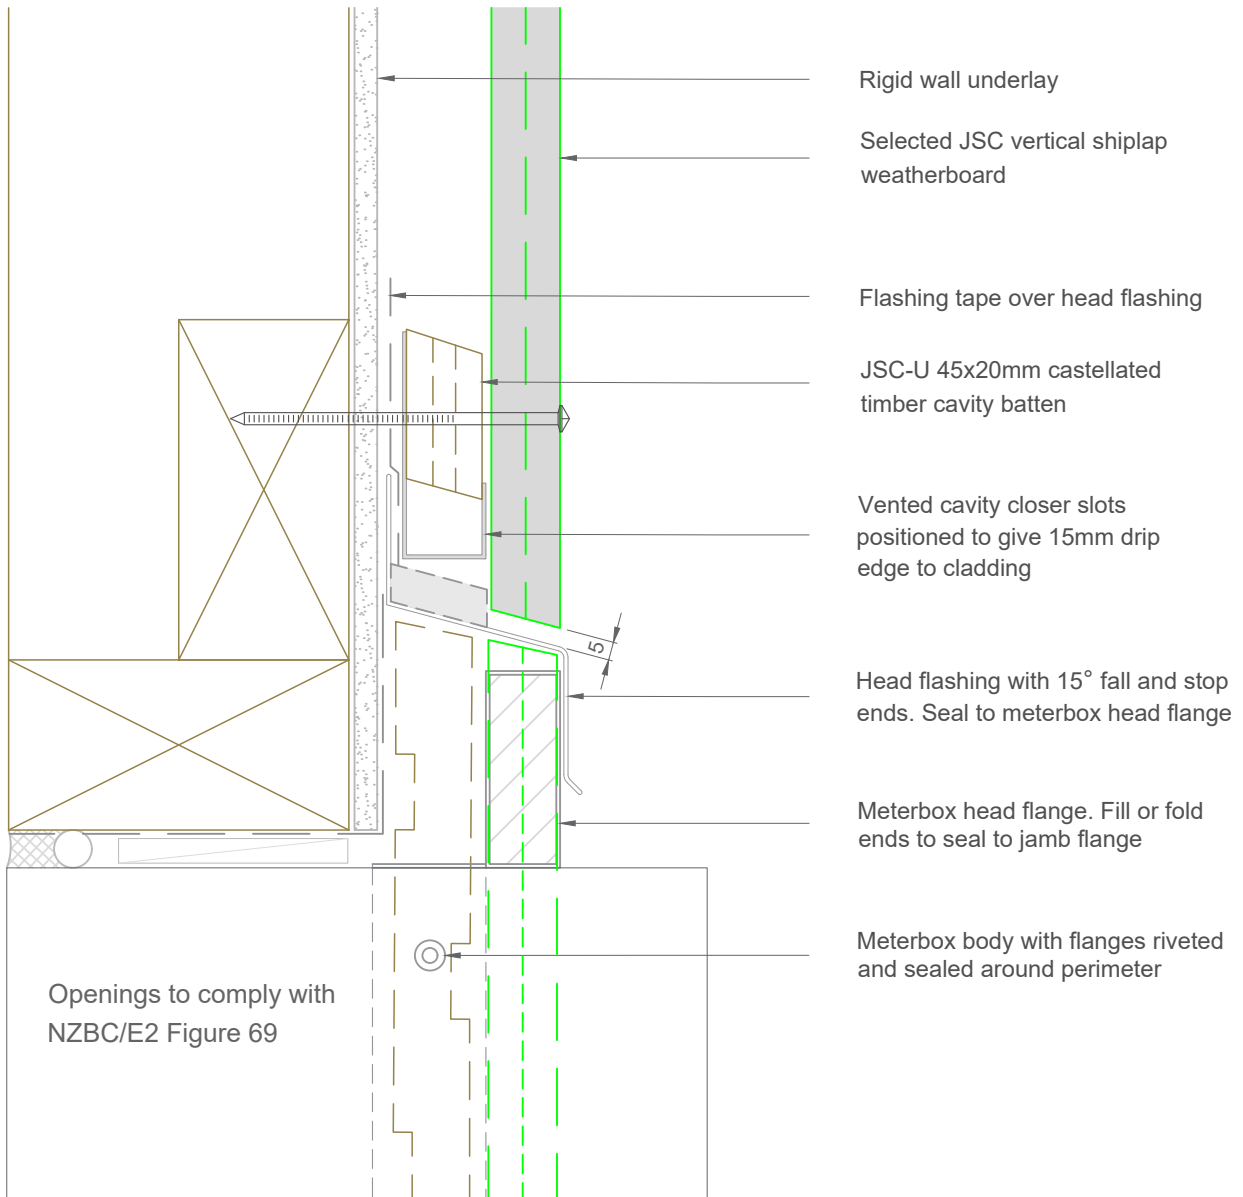 Rigid wall underlay
Selected JSC vertical shiplap
weatherboard
Flashing tape over head flashing
JSC-U 45x20mm castellated
timber cavity batten
Vented cavity closer slots
positioned to give 15mm drip
edge to cladding
5
Head flashing with 15° fall and stop
ends. Seal to meterbox head flange
Meterbox head flange. Fill or fold
ends to seal to jamb flange
Meterbox body with flanges riveted
and sealed around perimeter
Openings to comply with
NZBC/E2 Figure 69